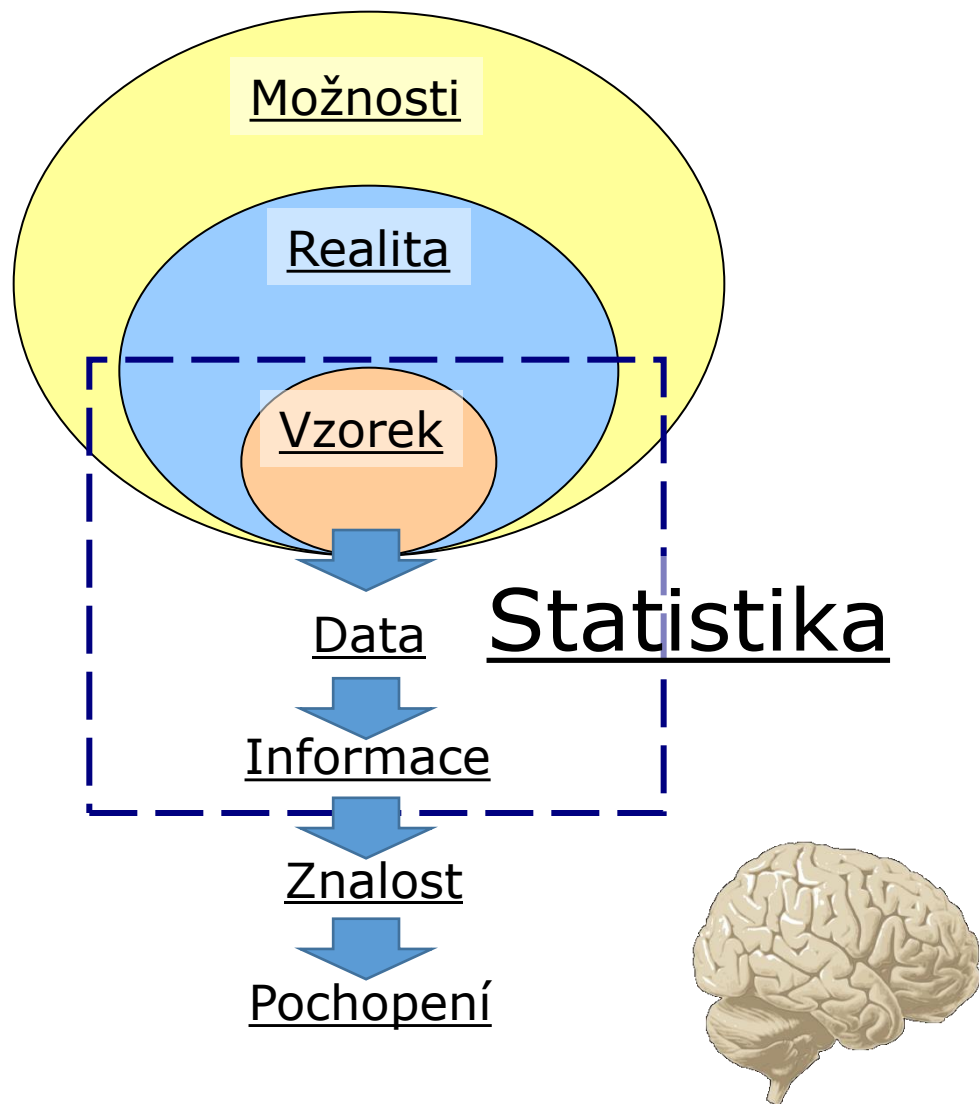 Možnosti
Realita
Vzorek
Statistika
Data
Informace
Znalost
Pochopení